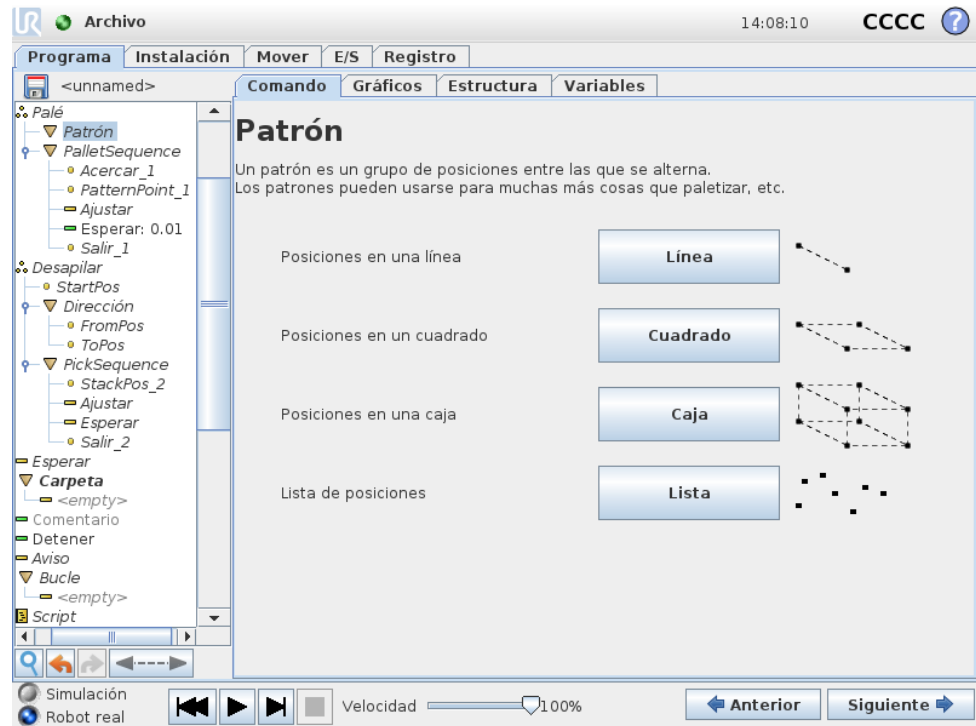 UR Archivo 14:08:10 CCCC ?
Programa Instalación Mover E/S Registro
<unnamed>
Comando Gráficos Estructura Variables
Palé
Patrón
PalletSequence
Acercar_1
PatternPoint_1
Ajustar
Esperar: 0.01
Salir_1
Desapilar
StartPos
Dirección
FromPos
ToPos
PickSequence
StackPos_2
Ajustar
Esperar
Salir_2
Esperar
Carpeta
<empty>
Comentario
Detener
Aviso
Bucle
<empty>
Script
Patrón
Un patrón es un grupo de posiciones entre las que se alterna.
Los patrones pueden usarse para muchas más cosas que paletizar, etc.
Posiciones en una línea Línea
Posiciones en un cuadrado Cuadrado
Posiciones en una caja Caja
Lista de posiciones Lista
Simulación
Robot real
Velocidad 100%
Anterior Siguiente